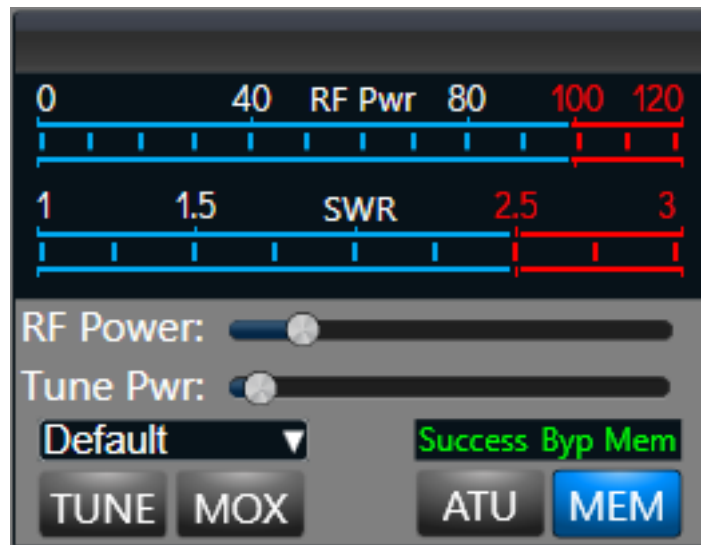 0 40 RF Pwr 80 100 120
1 1.5 SWR 2.5 3
RF Power:
Tune Pwr:
Default Success Byp Mem
TUNE MOX ATU MEM